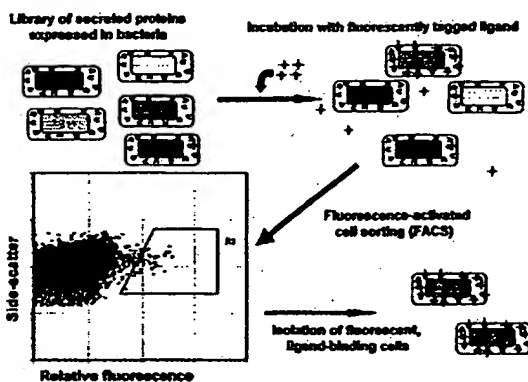 Library of secreted proteins
expressed in bacteria
Incubation with fluorescently tagged ligand
Fluorescence-activated
cell sorting (FACS)
Side-scatter
Relative fluorescence
Isolation of fluorescent,
ligand-binding cells